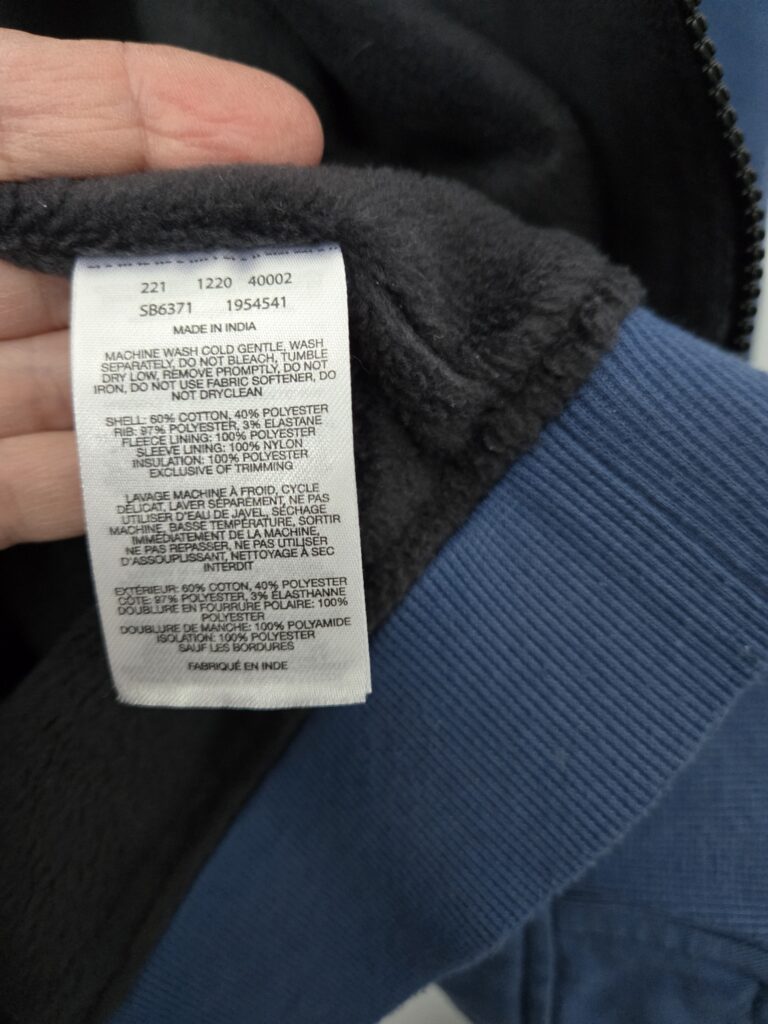 221 1220 40002
SB6371 1954541
MADE IN INDIA
MACHINE WASH COLD GENTLE, WASH
SEPARATELY, DO NOT BLEACH, TUMBLE
DRY LOW, REMOVE PROMPTLY, DO NOT
IRON, DO NOT USE FABRIC SOFTENER, DO
NOT DRYCLEAN
SHELL: 60% COTTON, 40% POLYESTER
RIB: 97% POLYESTER, 3% ELASTANE
FLEECE LINING: 100% POLYESTER
SLEEVE LINING: 100% NYLON
INSULATION: 100% POLYESTER
EXCLUSIVE OF TRIMMING
LAVAGE MACHINE À FROID, CYCLE
DÉLICAT, LAVER SÉPARÉMENT, NE PAS
UTILISER D'EAU DE JAVEL, SÉCHAGE
MACHINE, BASSE TEMPÉRATURE, SORTIR
IMMÉDIATEMENT DE LA MACHINE,
NE PAS REPASSER, NE PAS UTILISER
D'ASSOUPLISSANT, NETTOYAGE À SEC
INTERDIT
EXTÉRIEUR: 60% COTON, 40% POLYESTER
CÔTE: 97% POLYESTER, 3% ÉLASTHANNE
DOUBLURE EN FOURRURE POLAIRE: 100%
POLYESTER
DOUBLURE DE MANCHE: 100% POLYAMIDE
ISOLATION: 100% POLYESTER
SAUF LES BORDURES
FABRIQUÉ EN INDE